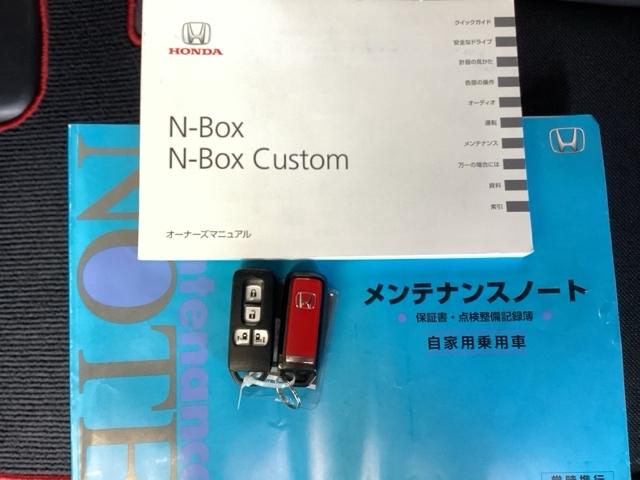 HONDA
N-Box
N-Box Custom
オーナーズマニュアル
クイックガイド
安全なドライブ
計器の見かた
各部の操作
オーディオ
運転
メンテナンス
万一の場合には
資料
索引
メンテナンスノート
保証書・点検整備記録簿
自家用乗用車
Maintenance
NOTE
常時携行